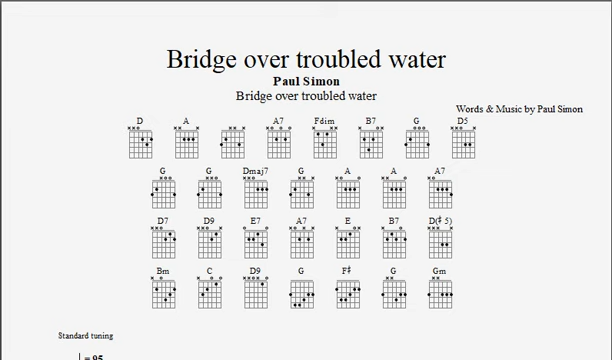 Bridge over troubled water
Paul Simon
Bridge over troubled water
Words & Music by Paul Simon
D A A7 Fdim B7 G D5
G G Dmaj7 G A A A7
D7 D9 E7 A7 E B7 D(♯5)
Bm C D9 G F♯ G Gm
Standard tuning
= 95